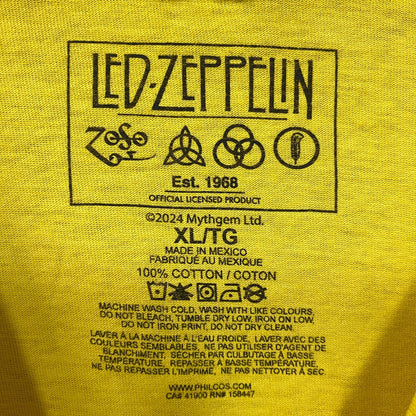 LED-ZEPPELIN
ZoSo
Est. 1968
OFFICIAL LICENSED PRODUCT
©2024 Mythgem Ltd.
XL/TG
MADE IN MEXICO
FABRIQUÉ AU MEXIQUE
100% COTTON / COTON
MACHINE WASH COLD, WASH WITH LIKE COLOURS,
DO NOT BLEACH, TUMBLE DRY LOW, IRON ON LOW,
DO NOT IRON PRINT, DO NOT DRY CLEAN.
LAVER À LA MACHINE À L'EAU FROIDE, LAVER AVEC DES
COULEURS SEMBLABLES, NE PAS UTILISER D'AGENT DE
BLANCHIMENT. SÉCHER PAR CULBUTAGE À BASSE
TEMPÉRATURE, REPASSER À BASSE TEMPÉRATURE,
NE PAS REPASSER L'IMPRIMÉ, NE PAS NETTOYER À SEC.
WWW.PHILCOS.COM
CA# 41900 RN# 158447